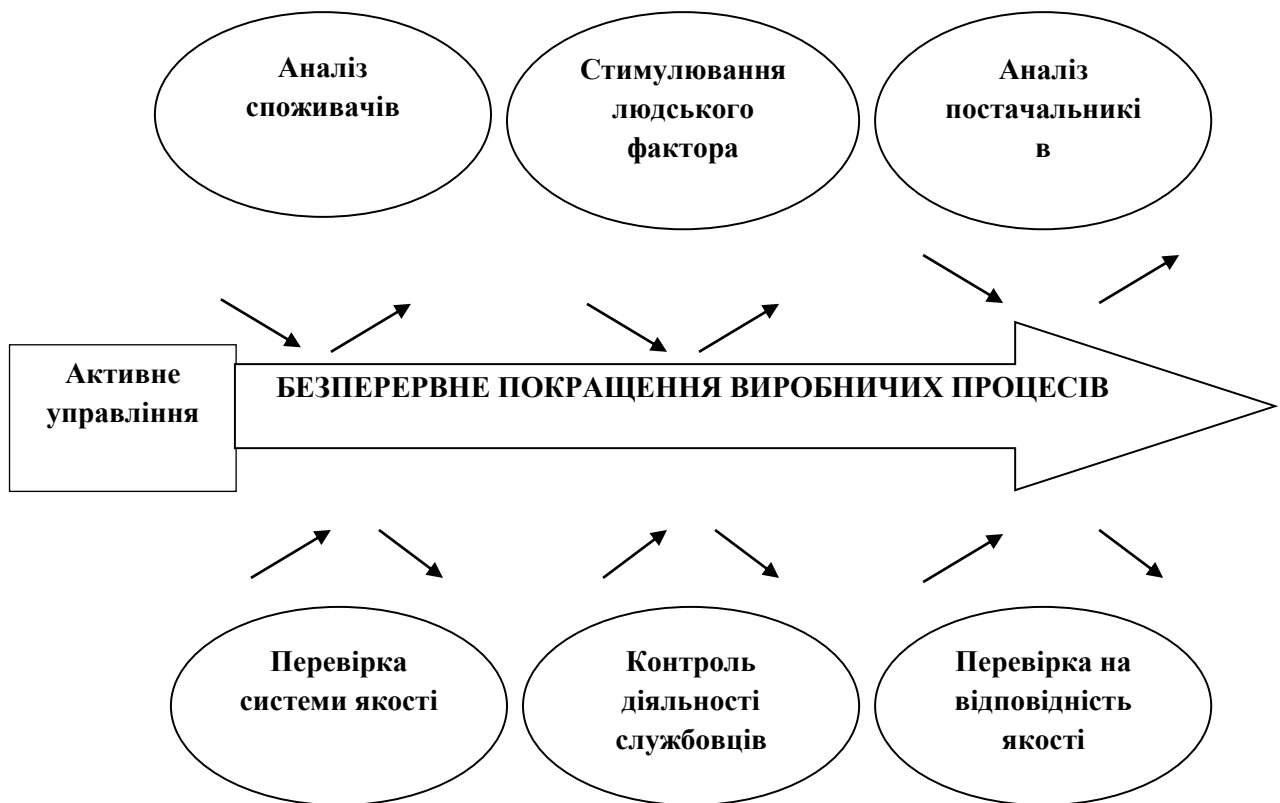 Аналіз
споживачів
Стимулювання
людського
фактора
Аналіз
постачальникі
в
Активне
управління
БЕЗПЕРЕРВНЕ ПОКРАЩЕННЯ ВИРОБНИЧИХ ПРОЦЕСІВ
Перевірка
системи якості
Контроль
діяльності
службовців
Перевірка на
відповідність
якості